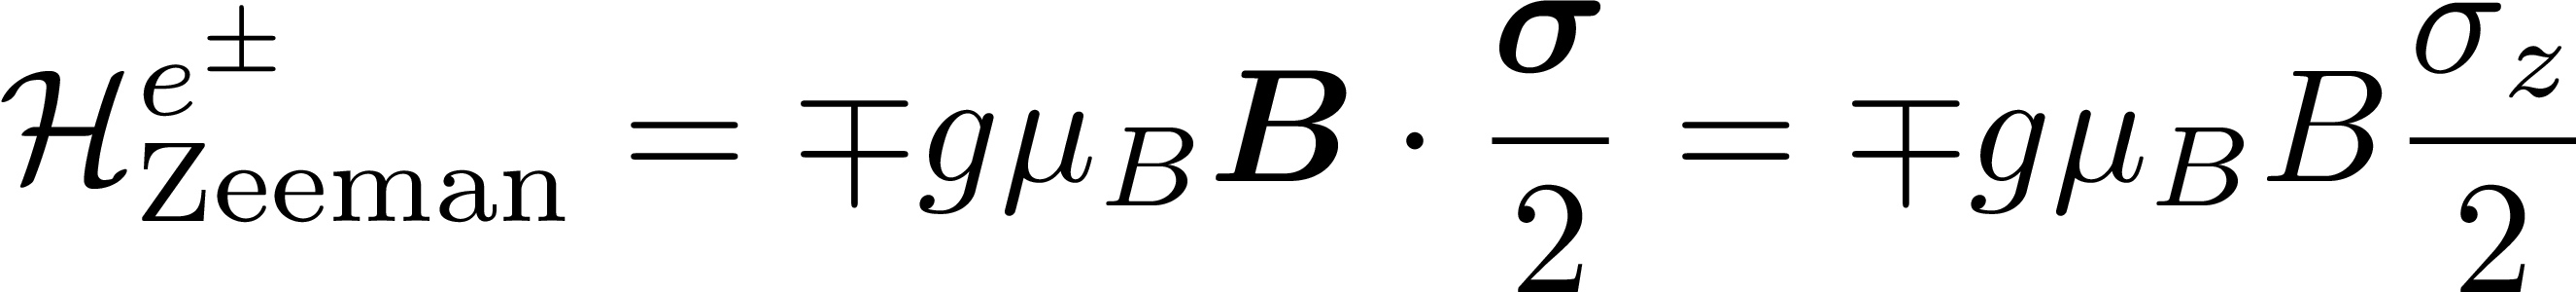 $\mathcal{H}_{\text{Zeeman}}^{e^{\pm}} = \mp g\mu_B \boldsymbol{B} \cdot \frac{\boldsymbol{\sigma}}{2} = \mp g\mu_B B \frac{\sigma_z}{2}$